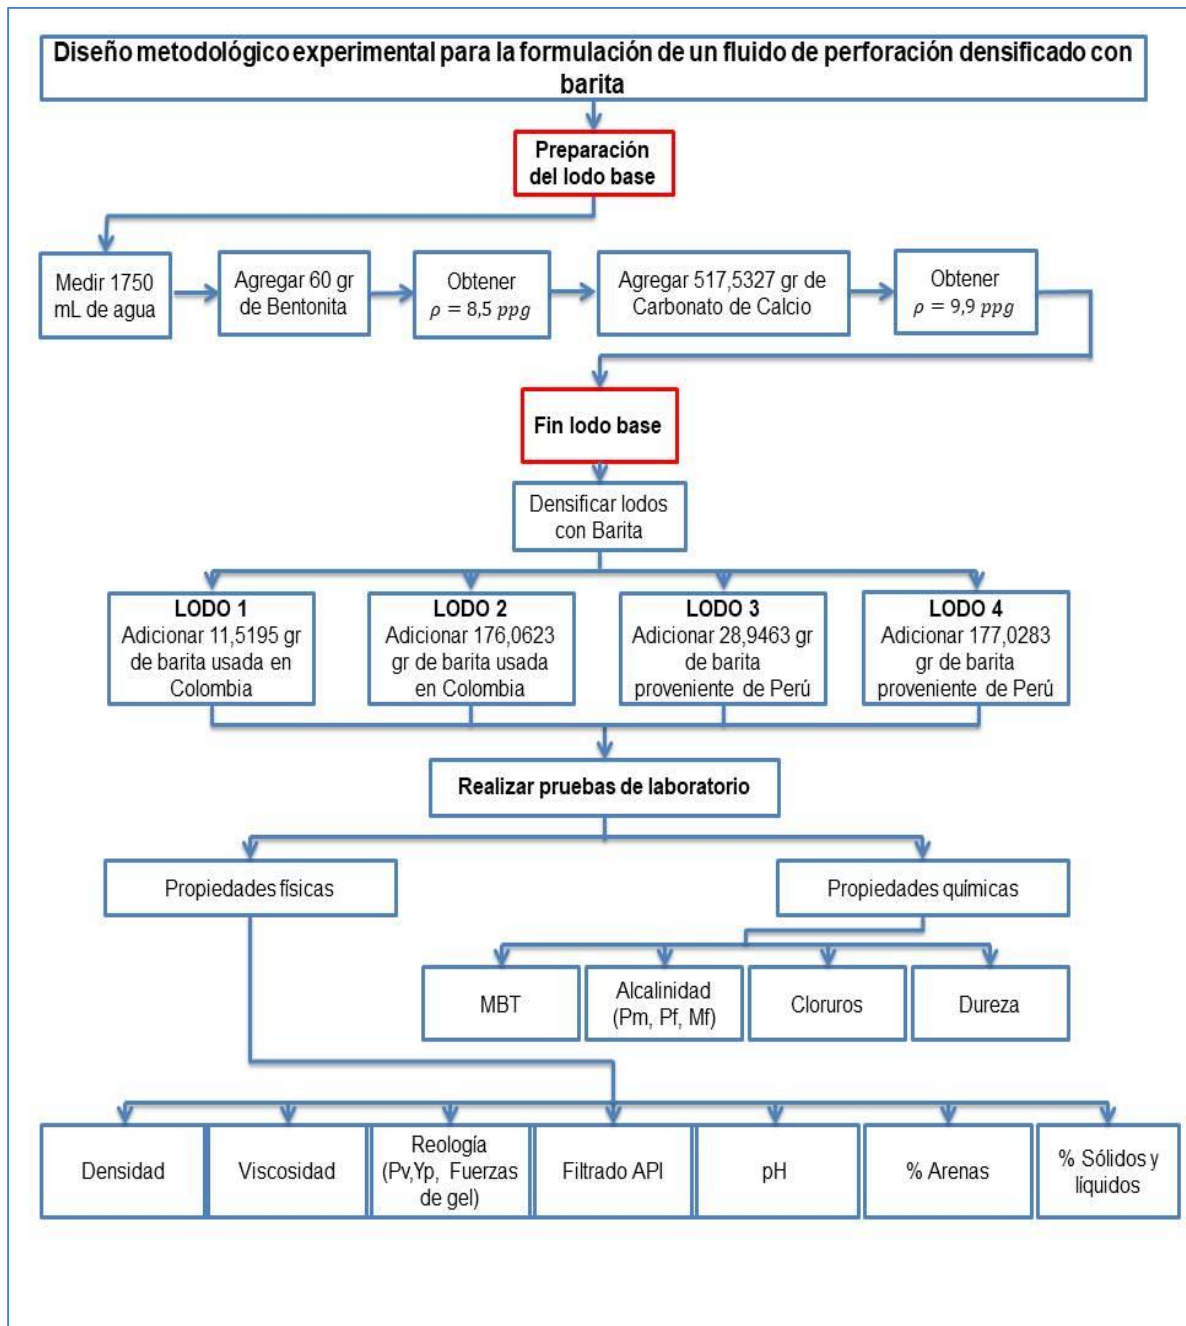 Diseño metodológico experimental para la formulación de un fluido de perforación densificado con
barita
Preparación
del lodo base
Medir 1750
mL de agua
Agregar 60 gr
de Bentonita
Obtener
ρ = 8,5 ppg
Agregar 517,5327 gr de
Carbonato de Calcio
Obtener
ρ = 9,9 ppg
Fin lodo base
Densificar lodos
con Barita
LODO 1
Adicionar 11,5195 gr
de barita usada en
Colombia
LODO 2
Adicionar 176,0623
gr de barita usada
en Colombia
LODO 3
Adicionar 28,9463 gr
de barita
proveniente de Perú
LODO 4
Adicionar 177,0283
gr de barita
proveniente de Perú
Realizar pruebas de laboratorio
Propiedades físicas
Propiedades químicas
MBT
Alcalinidad
(Pm, Pf, Mf)
Cloruros
Dureza
Densidad
Viscosidad
Reología
(Pv,Yp, Fuerzas
de gel)
Filtrado API
pH
% Arenas
% Sólidos y
líquidos